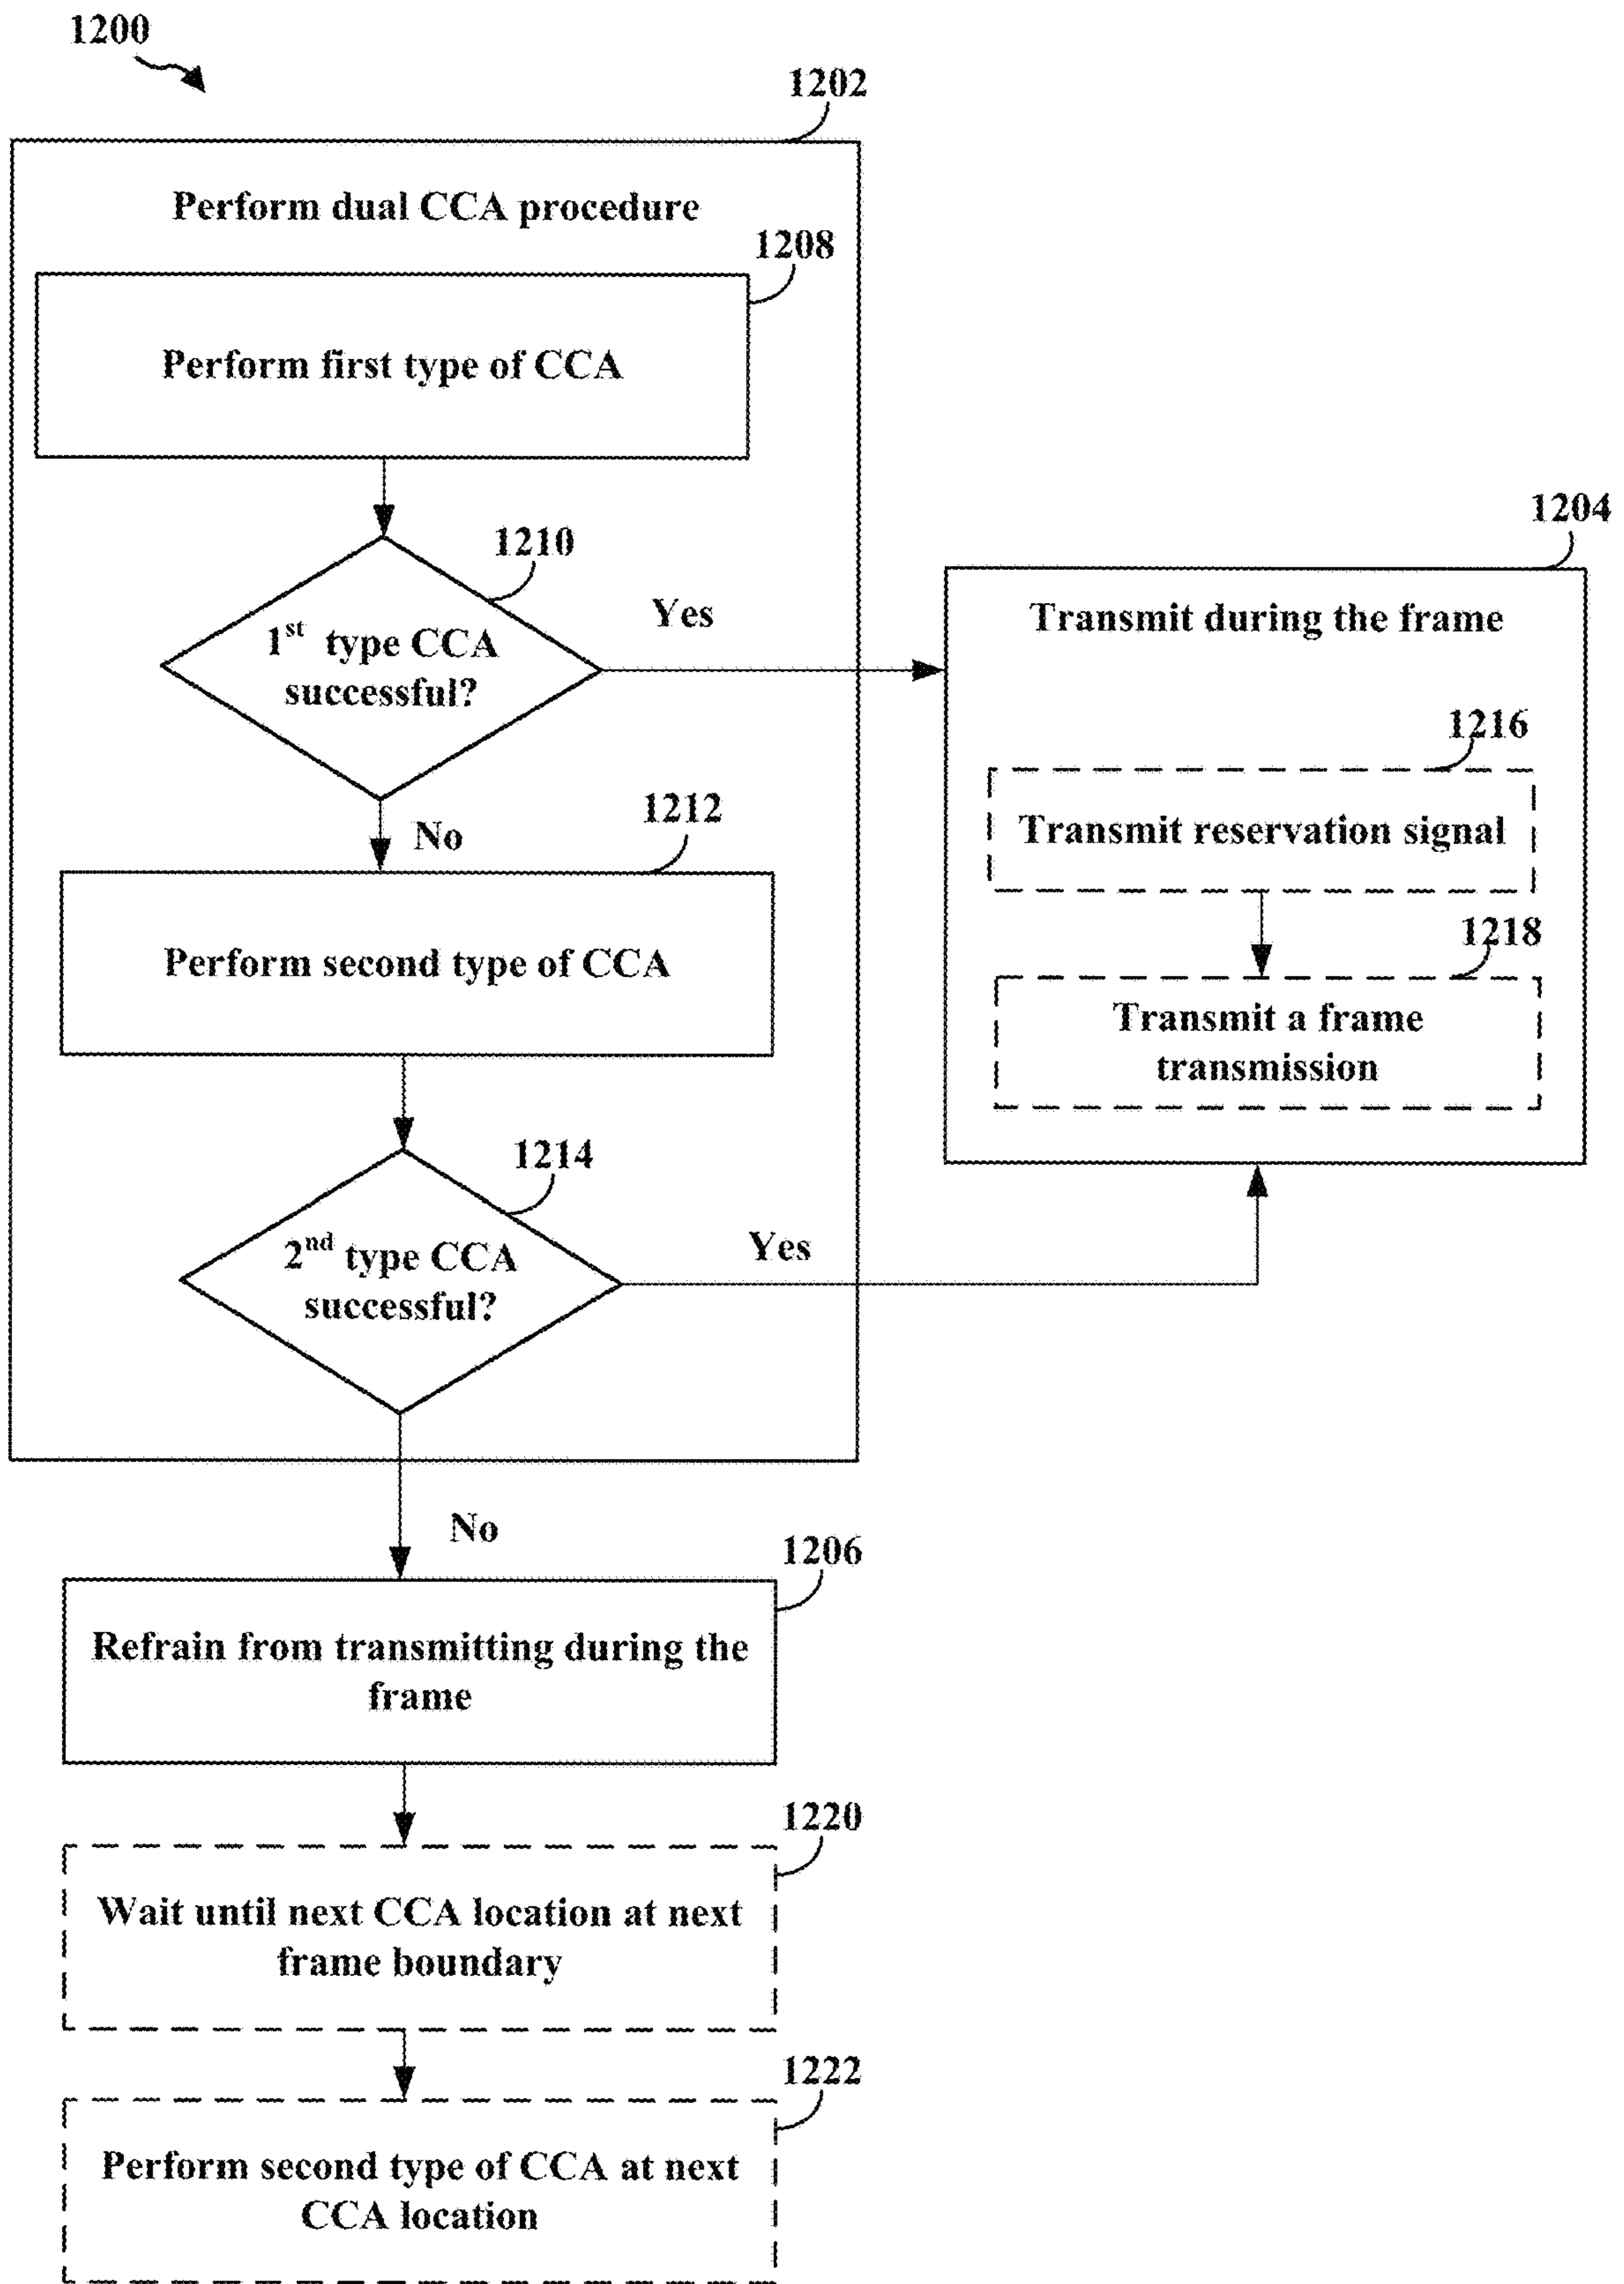 1200
1202
Perform dual CCA procedure
1208
Perform first type of CCA
1210
1st type CCA
successful?
Yes
1204
Transmit during the frame
1216
Transmit reservation signal
1218
Transmit a frame
transmission
No
1212
Perform second type of CCA
1214
2nd type CCA
successful?
Yes
No
1206
Refrain from transmitting during the
frame
1220
Wait until next CCA location at next
frame boundary
1222
Perform second type of CCA at next
CCA location